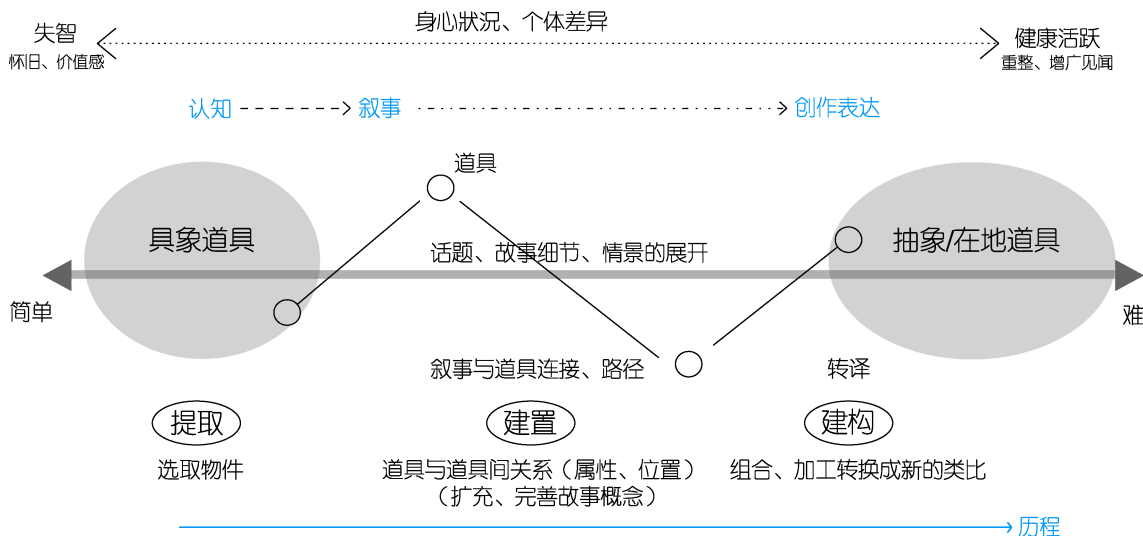 身心狀况、个体差异
失智
怀旧、价值感
健康活跃
重整、增广见闻
认知
叙事
创作表达
道具
具象道具
话题、故事细节、情景的展开
抽象/在地道具
简单
难
叙事与道具连接、路径
转译
提取
建置
建构
选取物件
道具与道具间关系（属性、位置）
（扩充、完善故事概念）
组合、加工转换成新的类比
历程